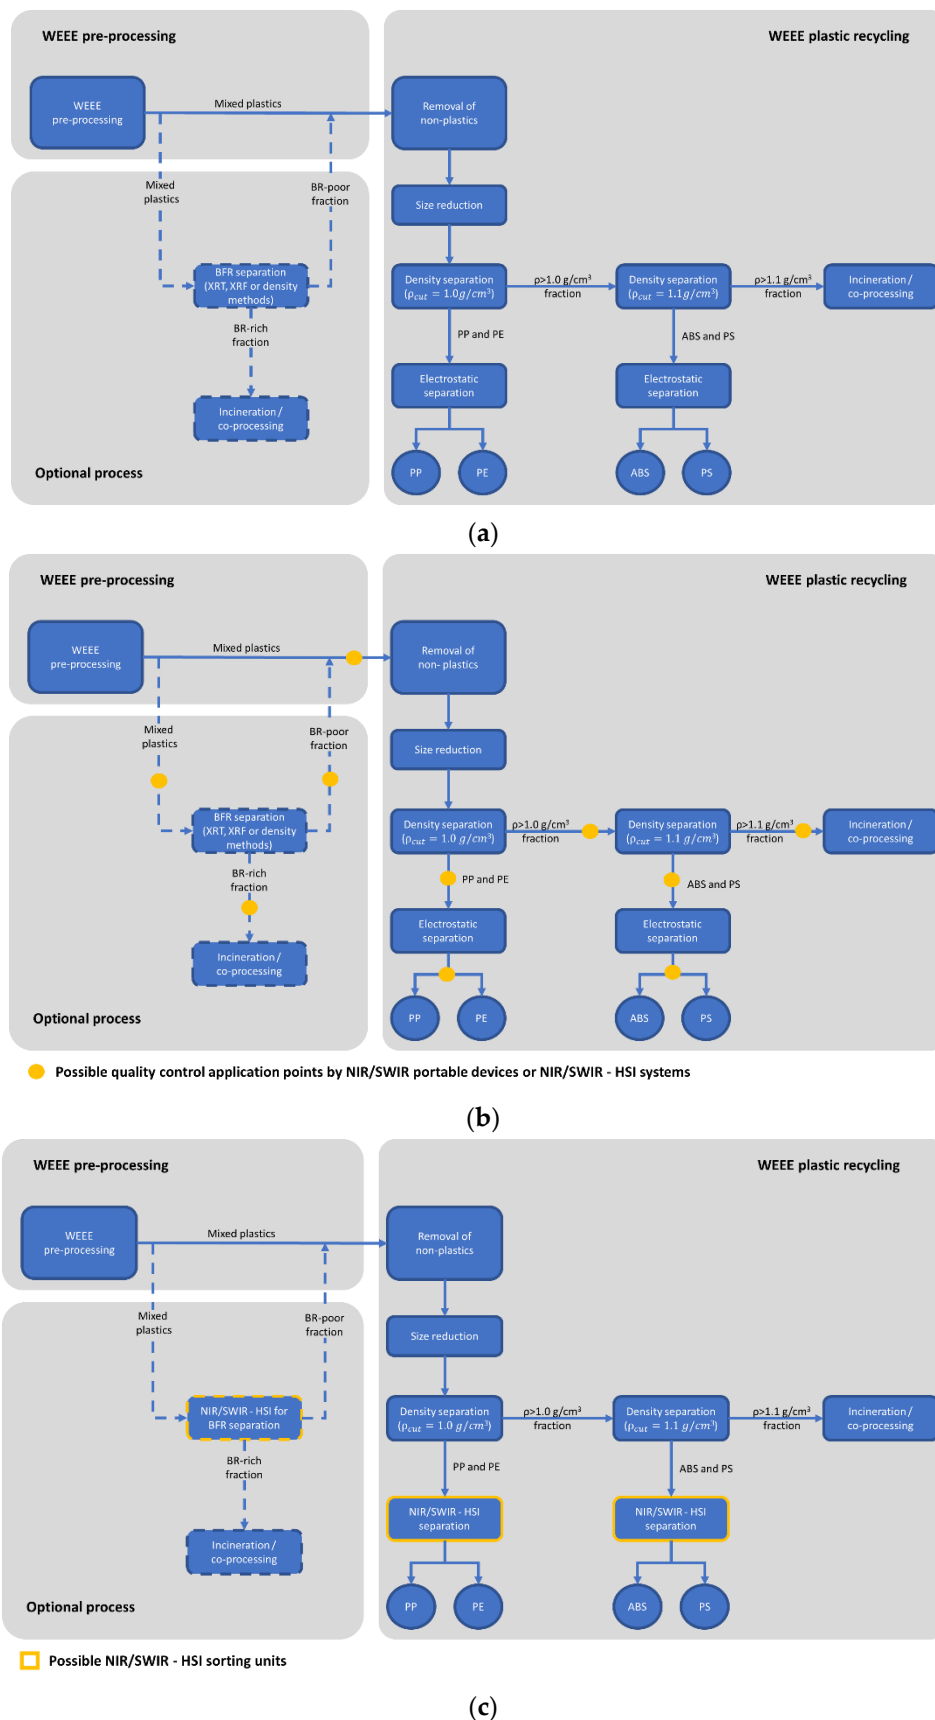 WEEE pre-processing
WEEE plastic recycling
WEEE
pre-processing
Mixed plastics
Removal of
non-plastics
Mixed
plastics
BR-poor
fraction
Size reduction
BFR separation
(XRT, XRF or density
methods)
Density separation
(ρcut = 1.0g/cm³)
ρ>1.0 g/cm³
fraction
Density separation
(ρcut = 1.1g/cm³)
ρ>1.1 g/cm³
fraction
Incineration /
co-processing
BR-rich
fraction
PP and PE
ABS and PS
Incineration /
co-processing
Electrostatic
separation
Electrostatic
separation
Optional process
PP
PE
ABS
PS
(a)
WEEE pre-processing
WEEE plastic recycling
WEEE
pre-processing
Mixed plastics
Removal of
non- plastics
Mixed
plastics
BR-poor
fraction
Size reduction
BFR separation
(XRT, XRF or density
methods)
Density separation
(ρcut = 1.0 g/cm³)
ρ>1.0 g/cm³
fraction
Density separation
(ρcut = 1.1 g/cm³)
ρ>1.1 g/cm³
fraction
Incineration /
co-processing
BR-rich
fraction
PP and PE
ABS and PS
Incineration /
co-processing
Electrostatic
separation
Electrostatic
separation
Optional process
PP
PE
ABS
PS
Possible quality control application points by NIR/SWIR portable devices or NIR/SWIR - HSI systems
(b)
WEEE pre-processing
WEEE plastic recycling
WEEE
pre-processing
Mixed plastics
Removal of
non-plastics
Mixed
plastics
BR-poor
fraction
Size reduction
NIR/SWIR - HSI for
BFR separation
Density separation
(ρcut = 1.0 g/cm³)
ρ>1.0 g/cm³
fraction
Density separation
(ρcut = 1.1 g/cm³)
ρ>1.1 g/cm³
fraction
Incineration /
co-processing
BR-rich
fraction
PP and PE
ABS and PS
Incineration /
co-processing
NIR/SWIR - HSI
separation
NIR/SWIR - HSI
separation
Optional process
PP
PE
ABS
PS
Possible NIR/SWIR - HSI sorting units
(c)